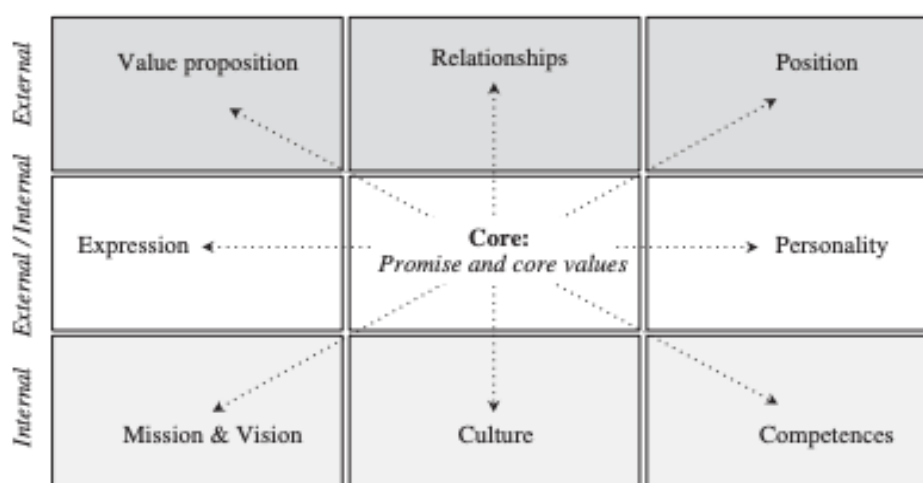 External
Value proposition
Relationships
Position
External / Internal
Expression
Core:
Promise and core values
Personality
Internal
Mission & Vision
Culture
Competences